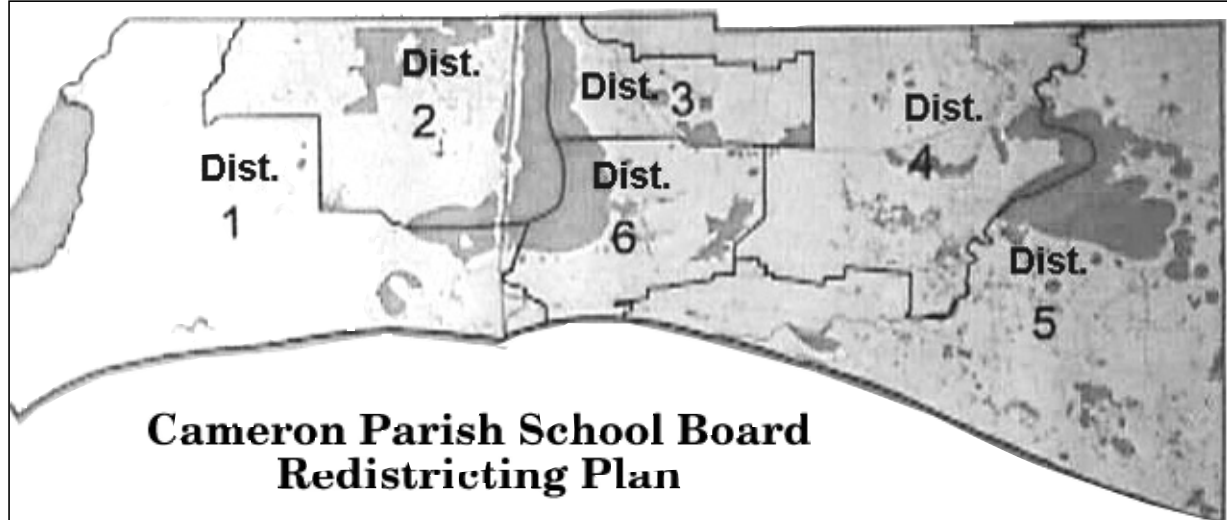 Dist.
1
Dist.
2
Dist. 3
Dist.
4
Dist.
5
Dist.
6
Cameron Parish School Board
Redistricting Plan